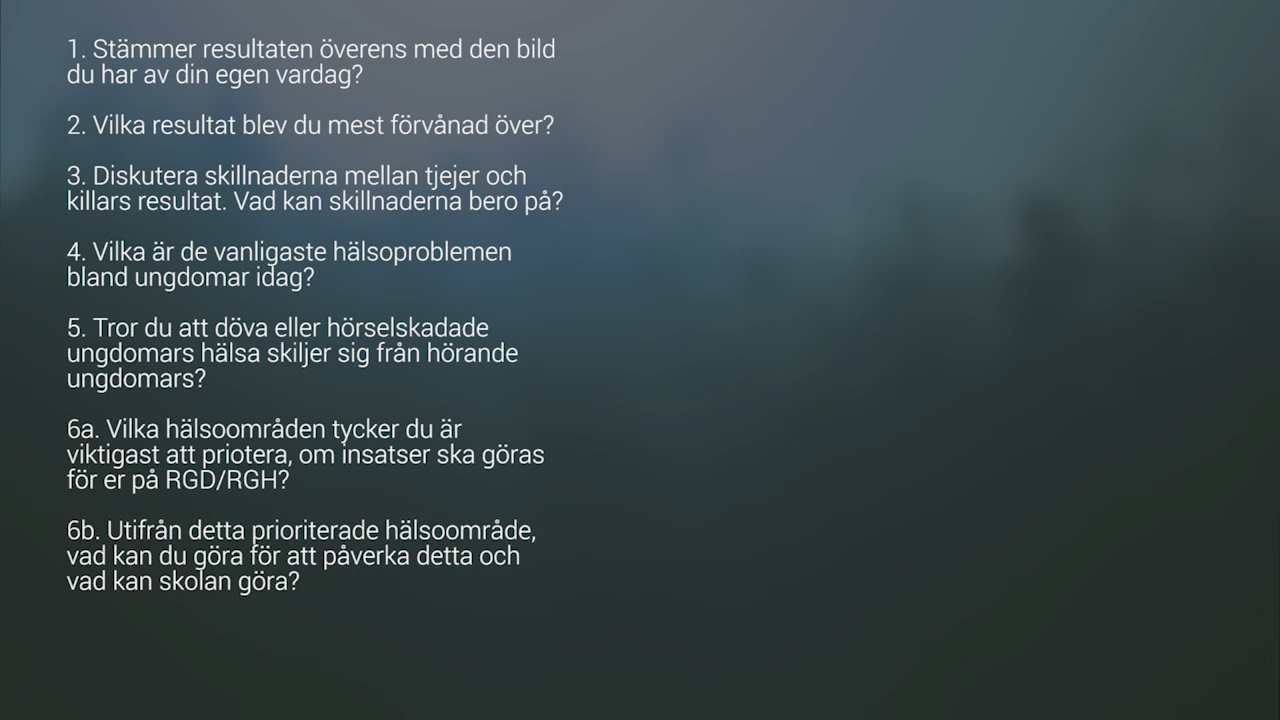 1. Stämmer resultaten överens med den bild
du har av din egen vardag?
2. Vilka resultat blev du mest förvånad över?
3. Diskutera skillnaderna mellan tjejer och
killars resultat. Vad kan skillnaderna bero på?
4. Vilka är de vanligaste hälsoproblemen
bland ungdomar idag?
5. Tror du att döva eller hörselskadade
ungdomars hälsa skiljer sig från hörande
ungdomars?
6a. Vilka hälsoområden tycker du är
viktigast att priotera, om insatser ska göras
för er på RGD/RGH?
6b. Utifrån detta prioriterade hälsoområde,
vad kan du göra för att påverka detta och
vad kan skolan göra?